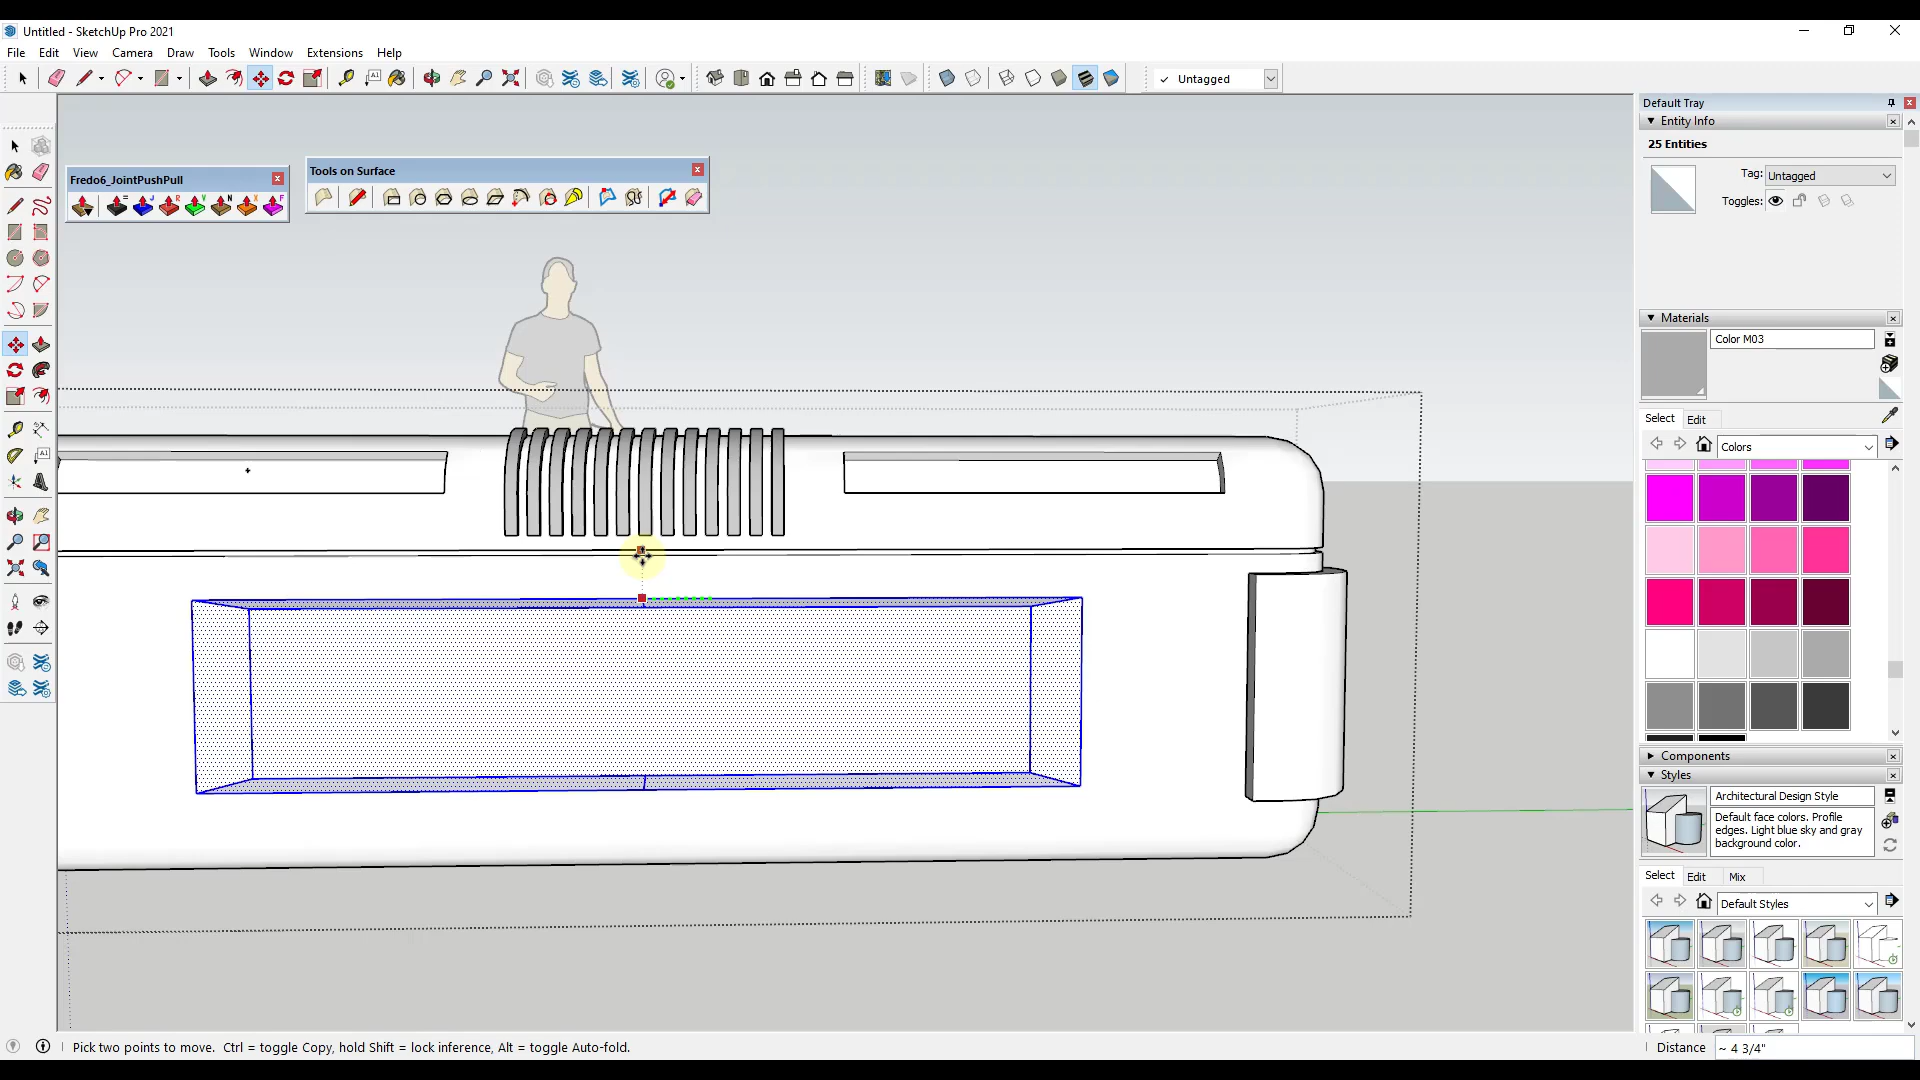 Untitled - SketchUp Pro 2021
File Edit View Camera Draw Tools Window Extensions Help
Untagged
Default Tray
Entity Info
25 Entities
Tag: Untagged
Toggles:
Fredo6_JointPushPull
Tools on Surface
Materials
Color M03
Select Edit
Colors
Components
Styles
Architectural Design Style
Default face colors. Profile
edges. Light blue sky and gray
background color.
Select Edit Mix
Default Styles
Pick two points to move. Ctrl = toggle Copy, hold Shift = lock inference, Alt = toggle Auto-fold.
Distance ~ 4 3/4"